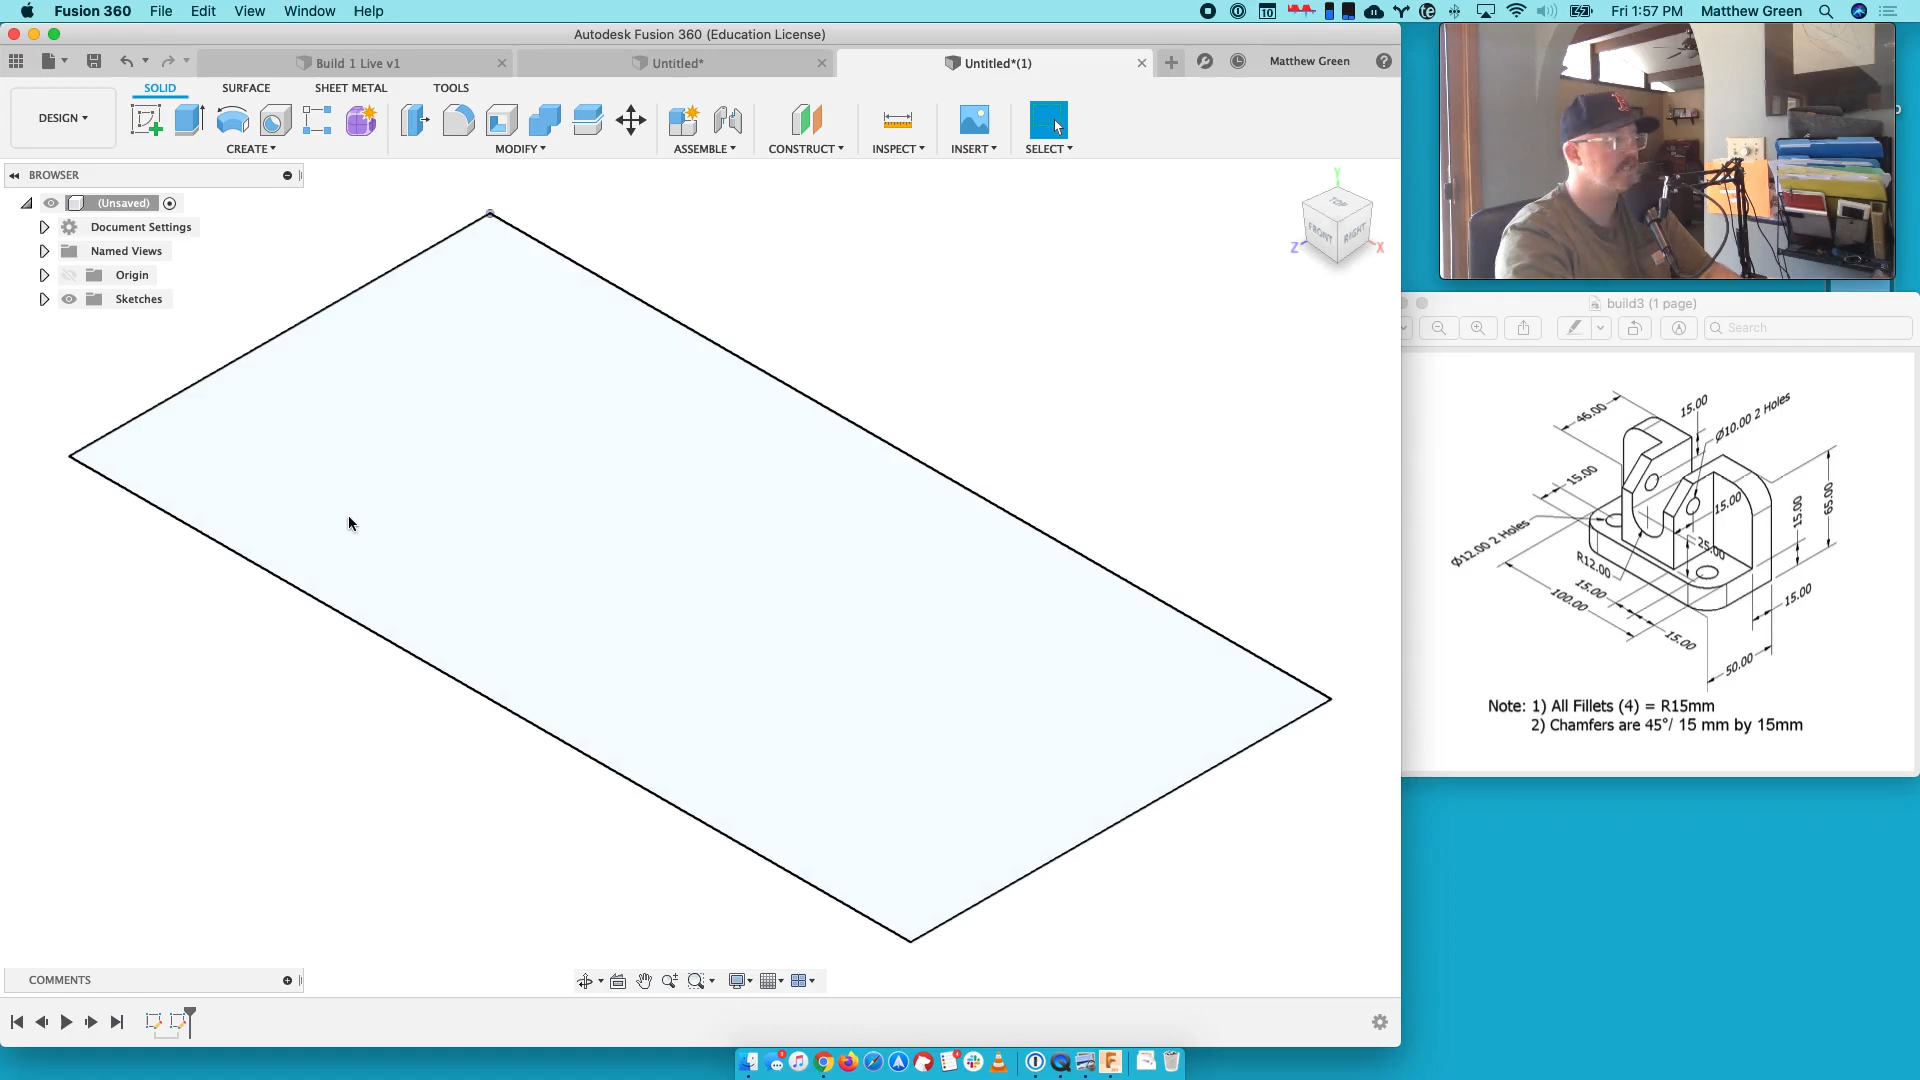 Fusion 360 File Edit View Window Help
10
te
Fri 1:57 PM Matthew Green
Autodesk Fusion 360 (Education License)
Build 1 Live v1
Untitled*
Untitled*(1)
Matthew Green
SOLID SURFACE SHEET METAL TOOLS
DESIGN
CREATE MODIFY ASSEMBLE CONSTRUCT INSPECT INSERT SELECT
BROWSER
(Unsaved)
Document Settings
Named Views
Origin
Sketches
Y
TOP
FRONT
RIGHT
Z
X
COMMENTS
build3 (1 page)
Search
46.00
15.00
Ø10.00 2 Holes
15.00
15.00
15.00
65.00
Ø12.00 2 Holes
25.00
R12.00
15.00
100.00
15.00
15.00
50.00
Note: 1) All Fillets (4) = R15mm
2) Chamfers are 45°/ 15 mm by 15mm